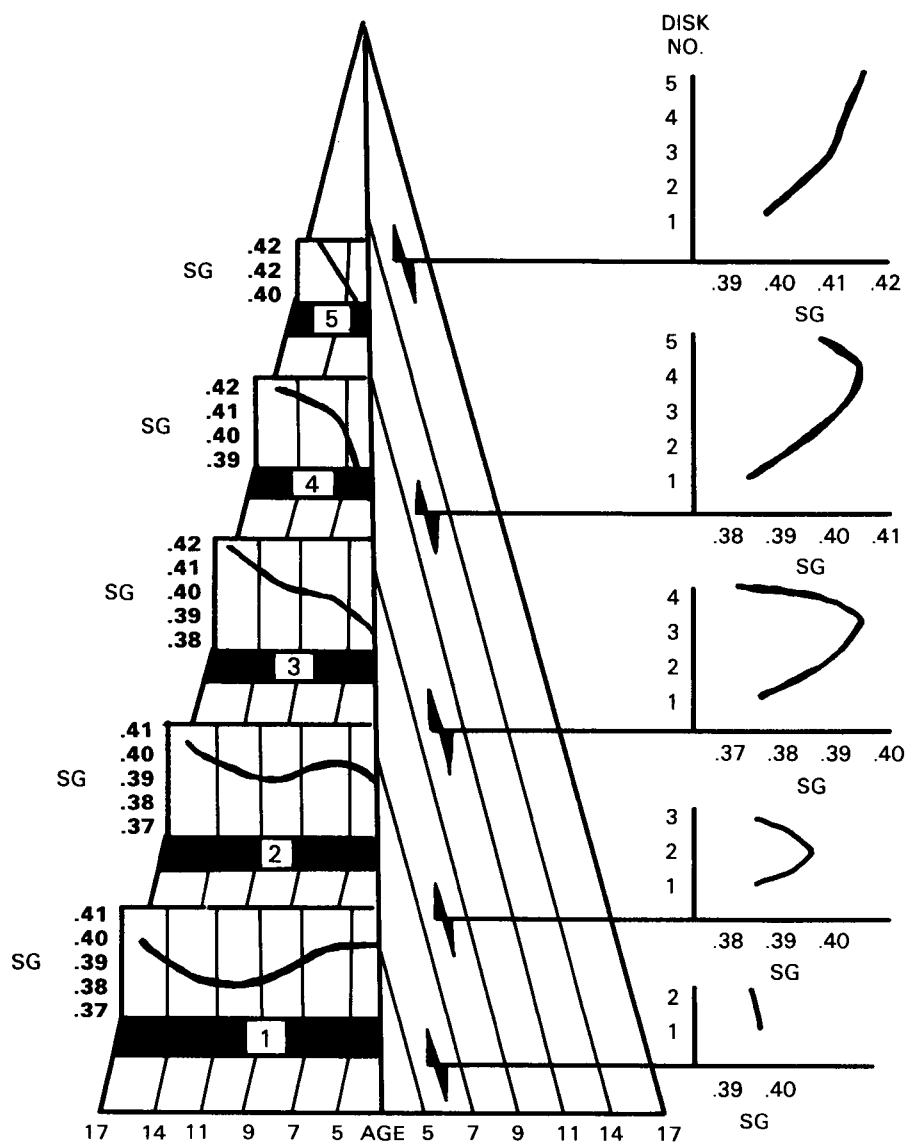 DISK
NO.
5
4
3
2
1
.39 .40 .41 .42
SG
SG
.42
.42
.40
5
5
4
3
2
1
.38 .39 .40 .41
SG
SG
.42
.41
.40
.39
4
4
3
2
1
.37 .38 .39 .40
SG
SG
.42
.41
.40
.39
.38
3
3
2
1
.38 .39 .40
SG
SG
.41
.40
.39
.38
.37
2
2
1
.39 .40
SG
SG
.41
.40
.39
.38
.37
1
17 14 11 9 7 5 AGE 5 7 9 11 14 17